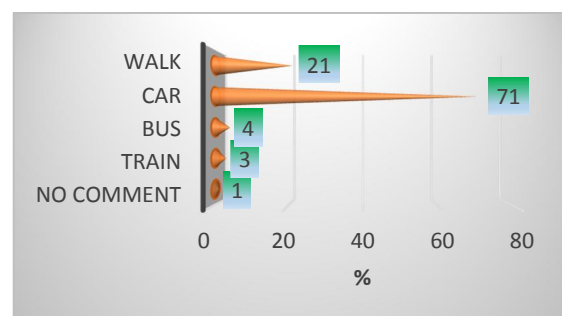 WALK 21
CAR 71
BUS 4
TRAIN 3
NO COMMENT 1
0 20 40 60 80
%